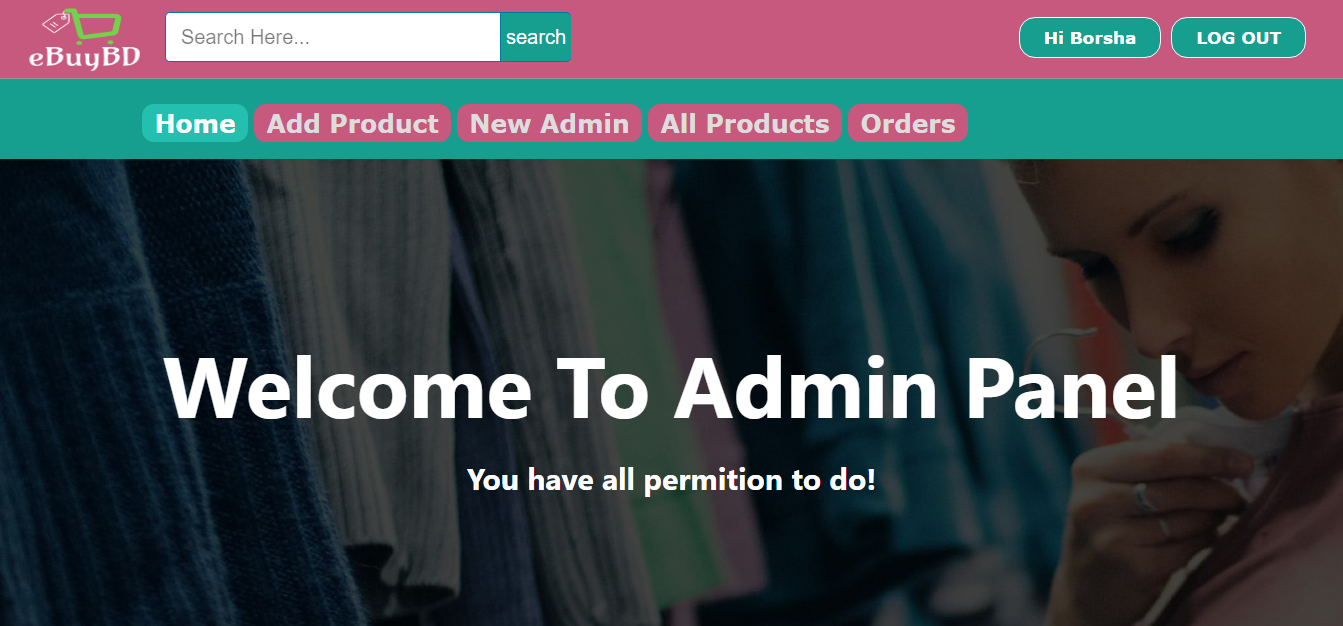 eBuyBD
Search Here...
search
Hi Borsha
LOG OUT
Home
Add Product
New Admin
All Products
Orders
Welcome To Admin Panel
You have all permition to do!